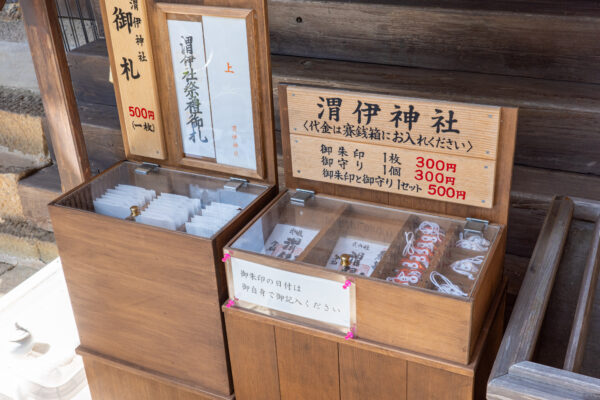 渭伊神社
御札
500円
(一枚)
上
渭伊社祭神御札
渭伊神社
〈代金は賽銭箱にお入れください〉
御朱印 1枚 300円
御守り 1個 300円
御朱印と御守り1セット 500円
御朱印の日付は
御自身で御記入ください